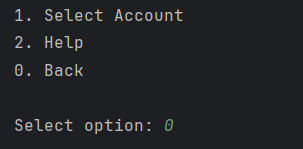 1. Select Account
2. Help
0. Back
Select option: 0